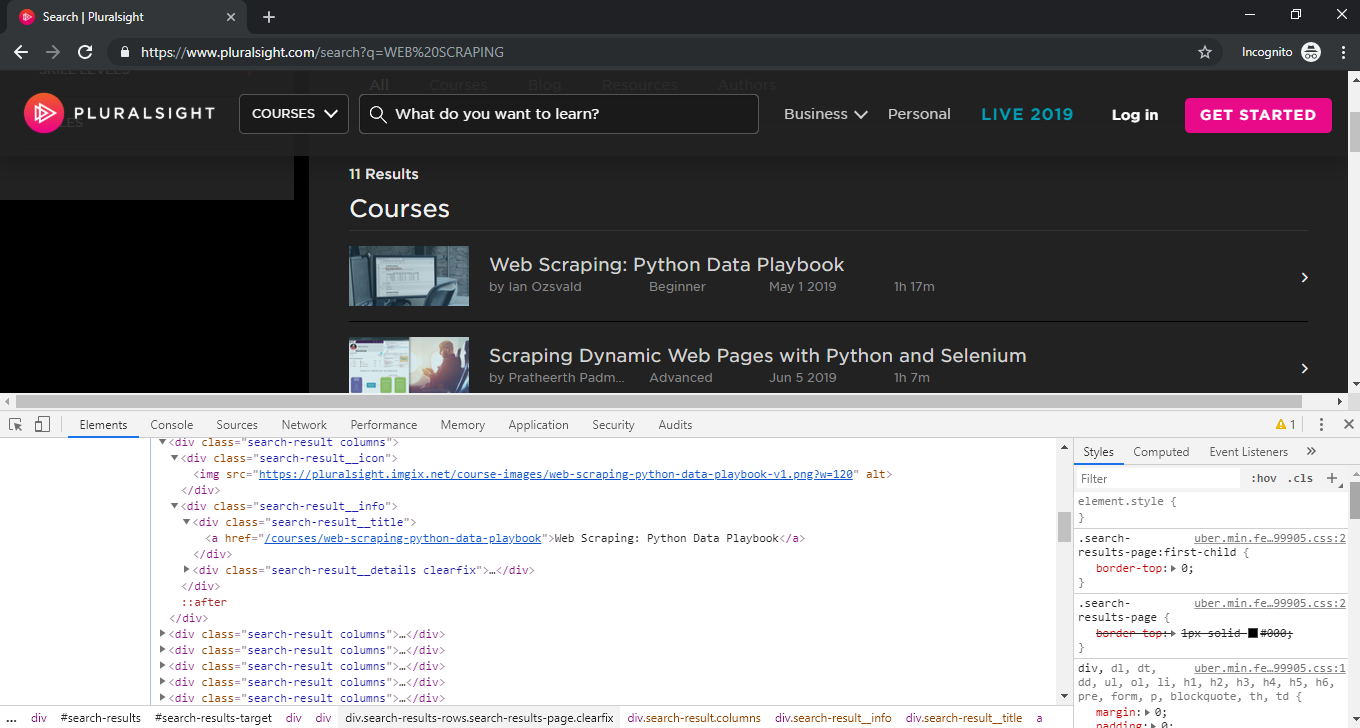 Search | Pluralsight
https://www.pluralsight.com/search?q=WEB%20SCRAPING
Incognito
SKILL LEVELS
All Courses Blog Resources Authors
PLURALSIGHT
COURSES
What do you want to learn?
Business
Personal
LIVE 2019
Log in
GET STARTED
11 Results
Courses
Web Scraping: Python Data Playbook
by Ian Ozsvald Beginner May 1 2019 1h 17m
Scraping Dynamic Web Pages with Python and Selenium
by Pratheerth Padm... Advanced Jun 5 2019 1h 7m
Elements Console Sources Network Performance Memory Application Security Audits 1
<div class="search-result columns">
<div class="search-result__icon">
<img src="https://pluralsight.imgix.net/course-images/web-scraping-python-data-playbook-v1.png?w=120" alt>
</div>
<div class="search-result__info">
<div class="search-result__title">
<a href="/courses/web-scraping-python-data-playbook">Web Scraping: Python Data Playbook</a>
</div>
<div class="search-result__details clearfix">…</div>
</div>
::after
</div>
<div class="search-result columns">…</div>
<div class="search-result columns">…</div>
<div class="search-result columns">…</div>
<div class="search-result columns">…</div>
<div class="search-result columns">…</div>
... div #search-results #search-results-target div div div.search-results-rows.search-results-page.clearfix div.search-result.columns div.search-result__info div.search-result__title a
Styles Computed Event Listeners »
Filter :hov .cls +
element.style {
}
.search- uber.min.fe…99905.css:2
results-page:first-child {
border-top: 0;
}
.search- uber.min.fe…99905.css:2
results-page {
border-top: 1px solid #000;
}
div, dl, dt, uber.min.fe…99905.css:1
dd, ul, ol, li, h1, h2, h3, h4, h5, h6,
pre, form, p, blockquote, th, td {
margin: 0;
padding: 0;